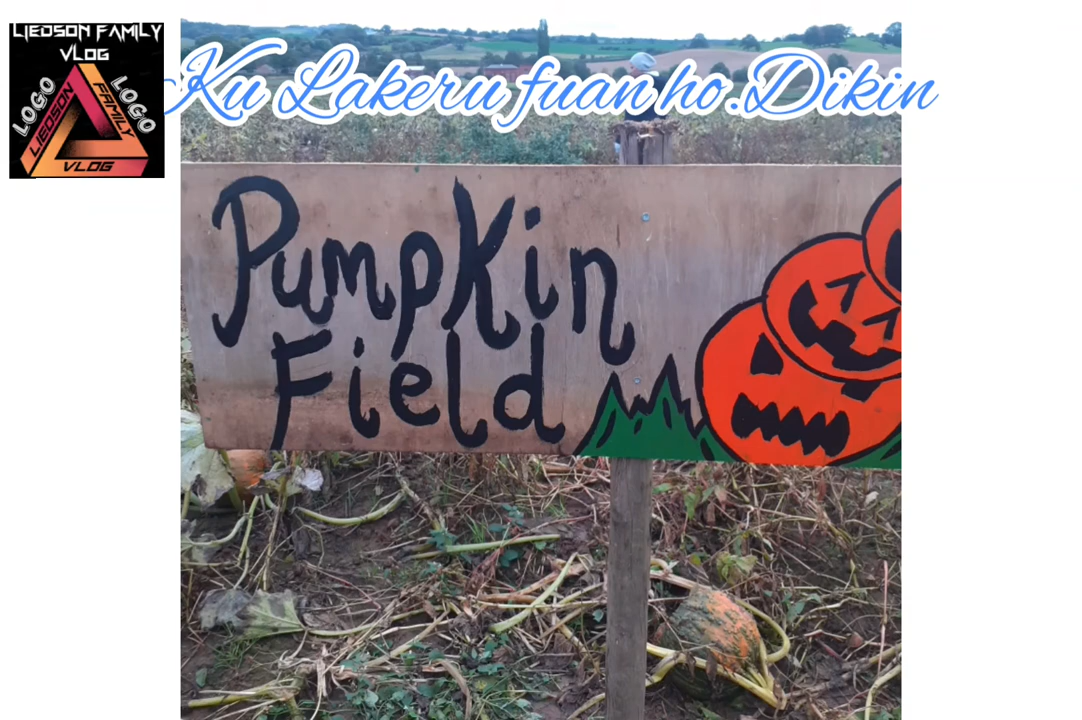 LIEDSON FAMILY
VLOG
LOGO
LOGO
LIEDSON
FAMILY
VLOG
Ku Lakeru fuan ho.Dikin
Pumpkin
Field